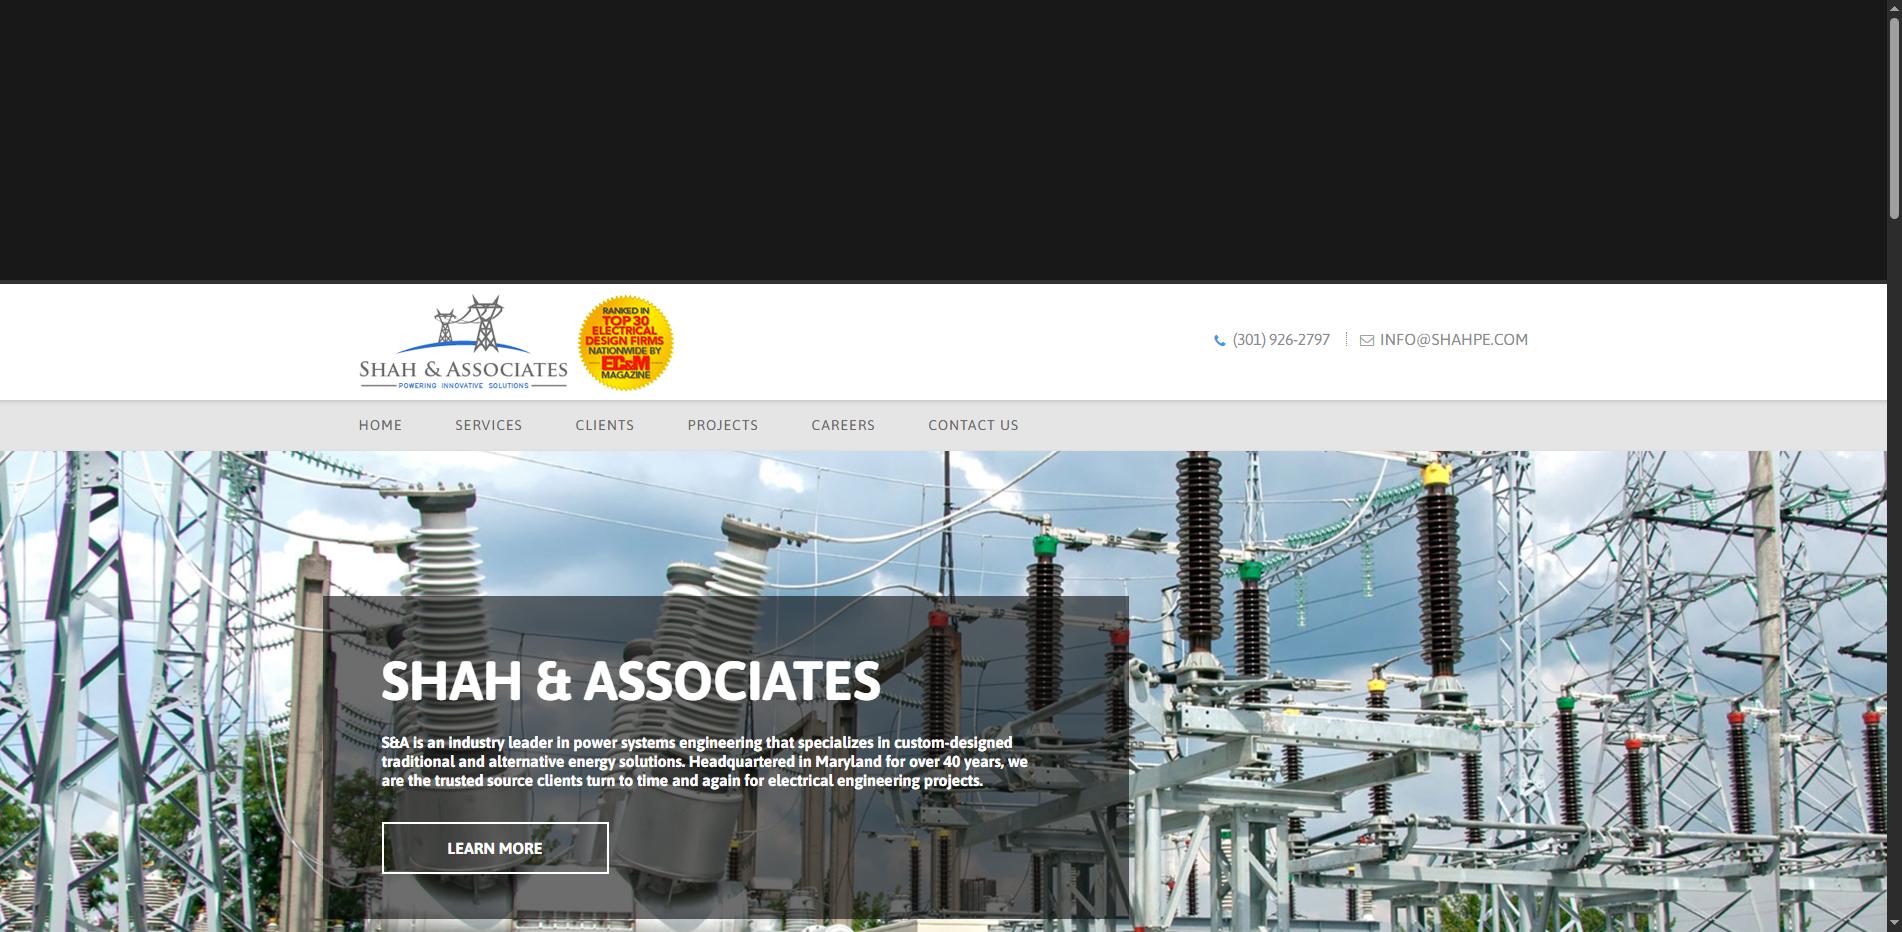 SHAH & ASSOCIATES
POWERING INNOVATIVE SOLUTIONS
RANKED IN
TOP 30
ELECTRICAL
DESIGN FIRMS
NATIONWIDE BY
EC&M
MAGAZINE
(301) 926-2797
INFO@SHAHPE.COM
HOME SERVICES CLIENTS PROJECTS CAREERS CONTACT US
SHAH & ASSOCIATES
S&A is an industry leader in power systems engineering that specializes in custom-designed
traditional and alternative energy solutions. Headquartered in Maryland for over 40 years, we
are the trusted source clients turn to time and again for electrical engineering projects.
LEARN MORE